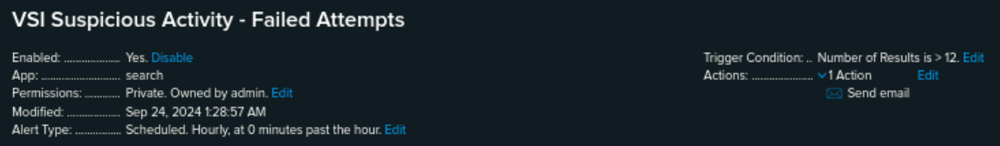 VSI Suspicious Activity - Failed Attempts
Enabled: .................... Yes. Disable
App: ............................ search
Permissions: ............ Private. Owned by admin. Edit
Modified: ................... Sep 24, 2024 1:28:57 AM
Alert Type: ................ Scheduled. Hourly, at 0 minutes past the hour. Edit
Trigger Condition: .. Number of Results is > 12. Edit
Actions: ..................... 1 Action Edit
Send email